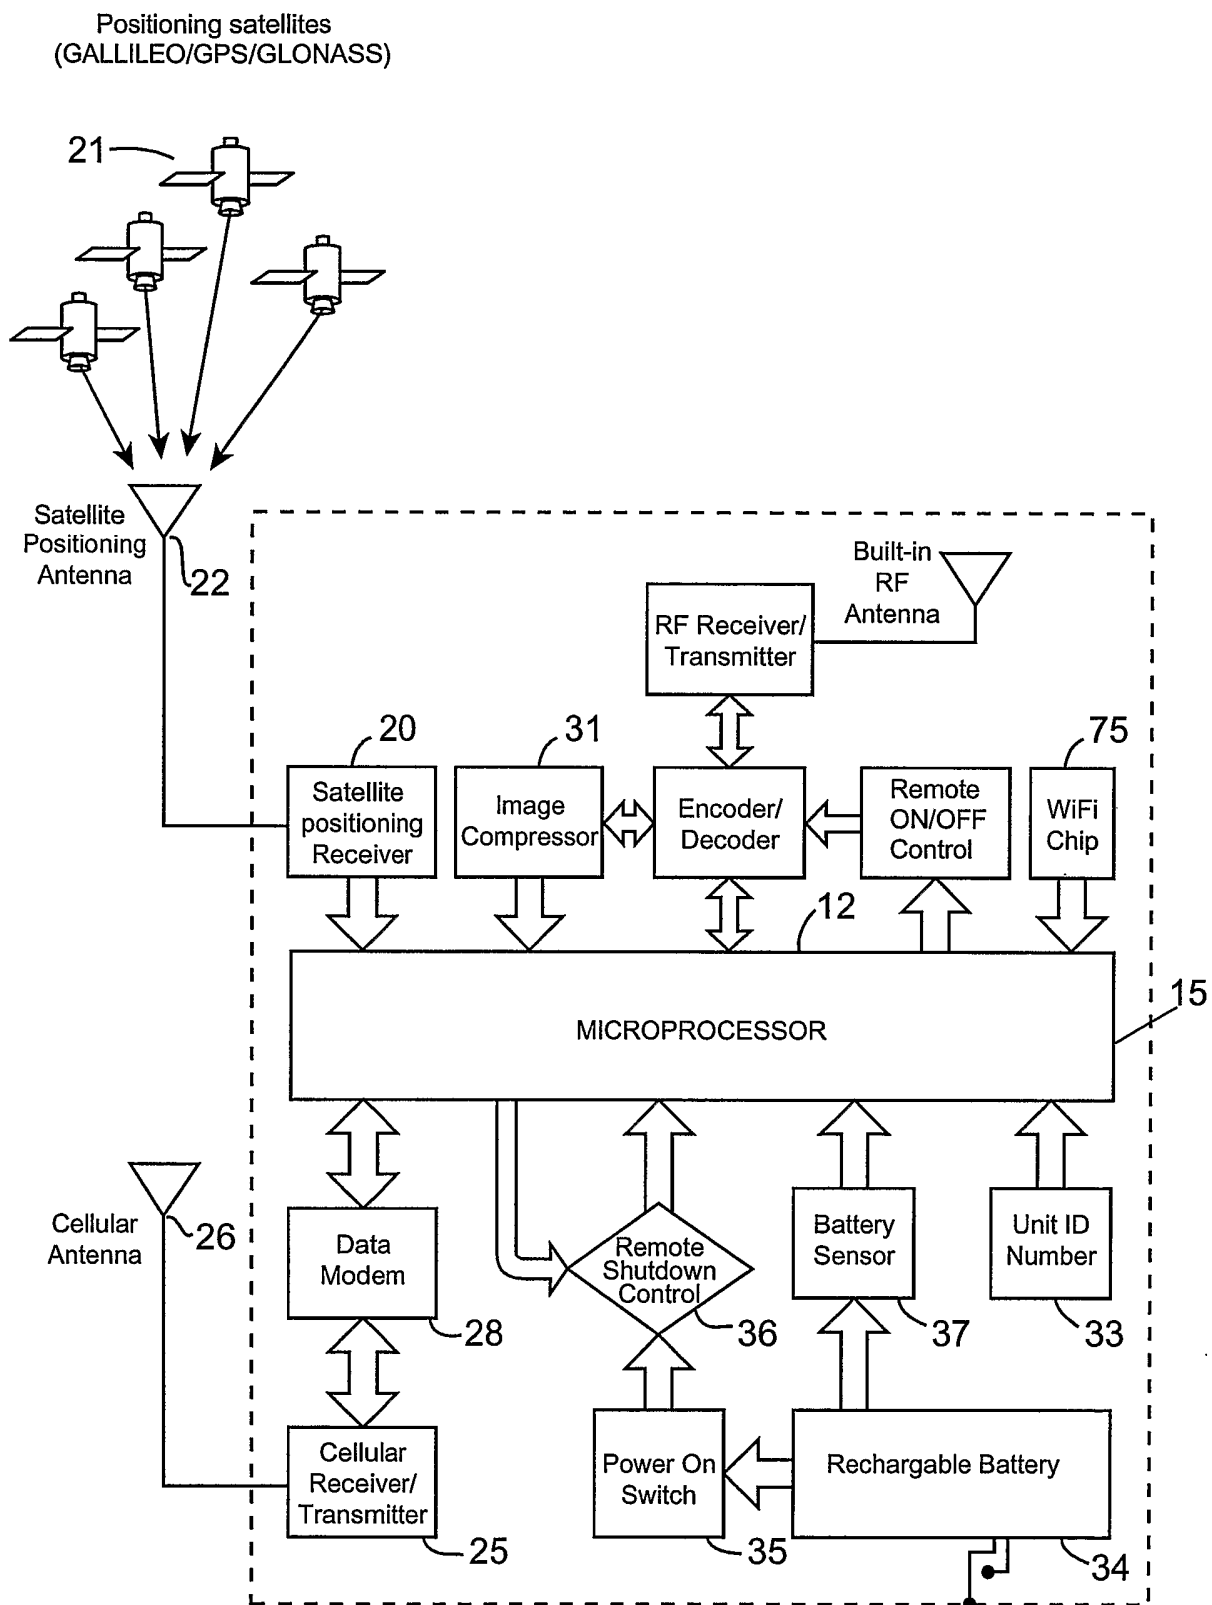 Positioning satellites
(GALLILEO/GPS/GLONASS)
21
Satellite
Positioning
Antenna
22
Built-in
RF
Antenna
RF Receiver/
Transmitter
20
31
75
Satellite
positioning
Receiver
Image
Compressor
Encoder/
Decoder
Remote
ON/OFF
Control
WiFi
Chip
12
15
MICROPROCESSOR
Cellular
Antenna
26
Data
Modem
28
Remote
Shutdown
Control
36
Battery
Sensor
37
Unit ID
Number
33
Cellular
Receiver/
Transmitter
25
Power On
Switch
35
Rechargable Battery
34